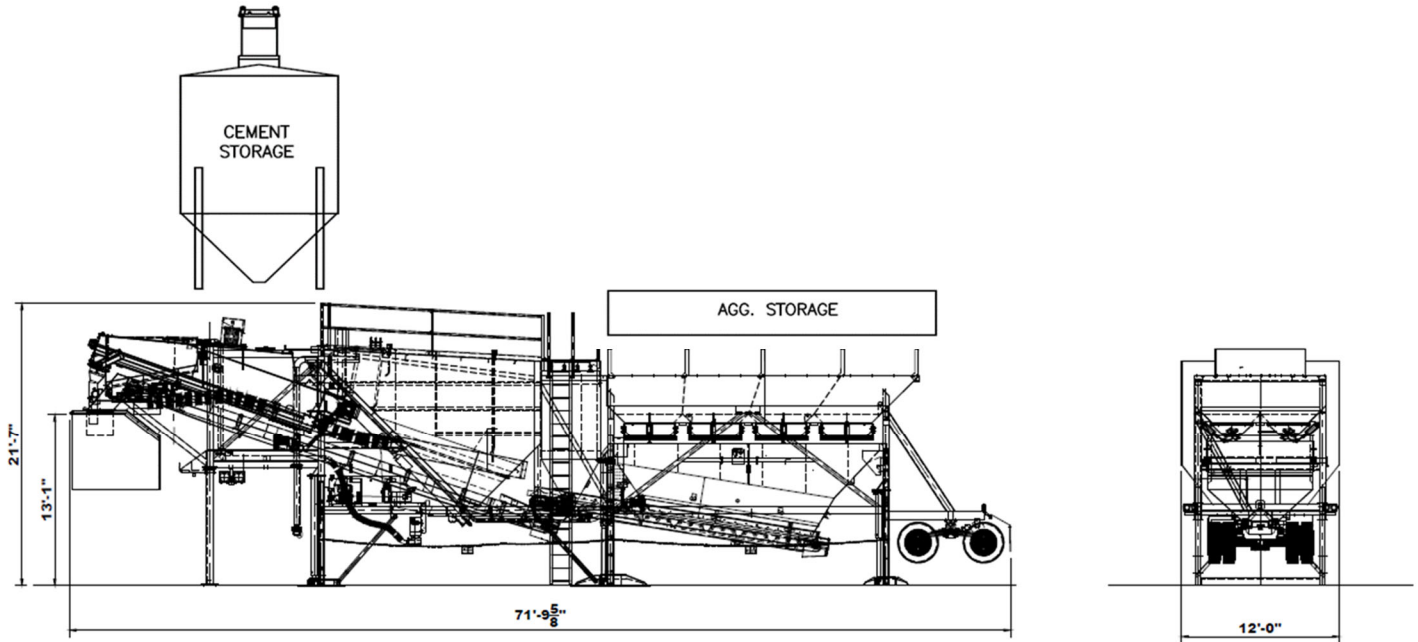 CEMENT
STORAGE
AGG. STORAGE
21'-7"
13'-1"
71'-9 5/8"
12'-0"